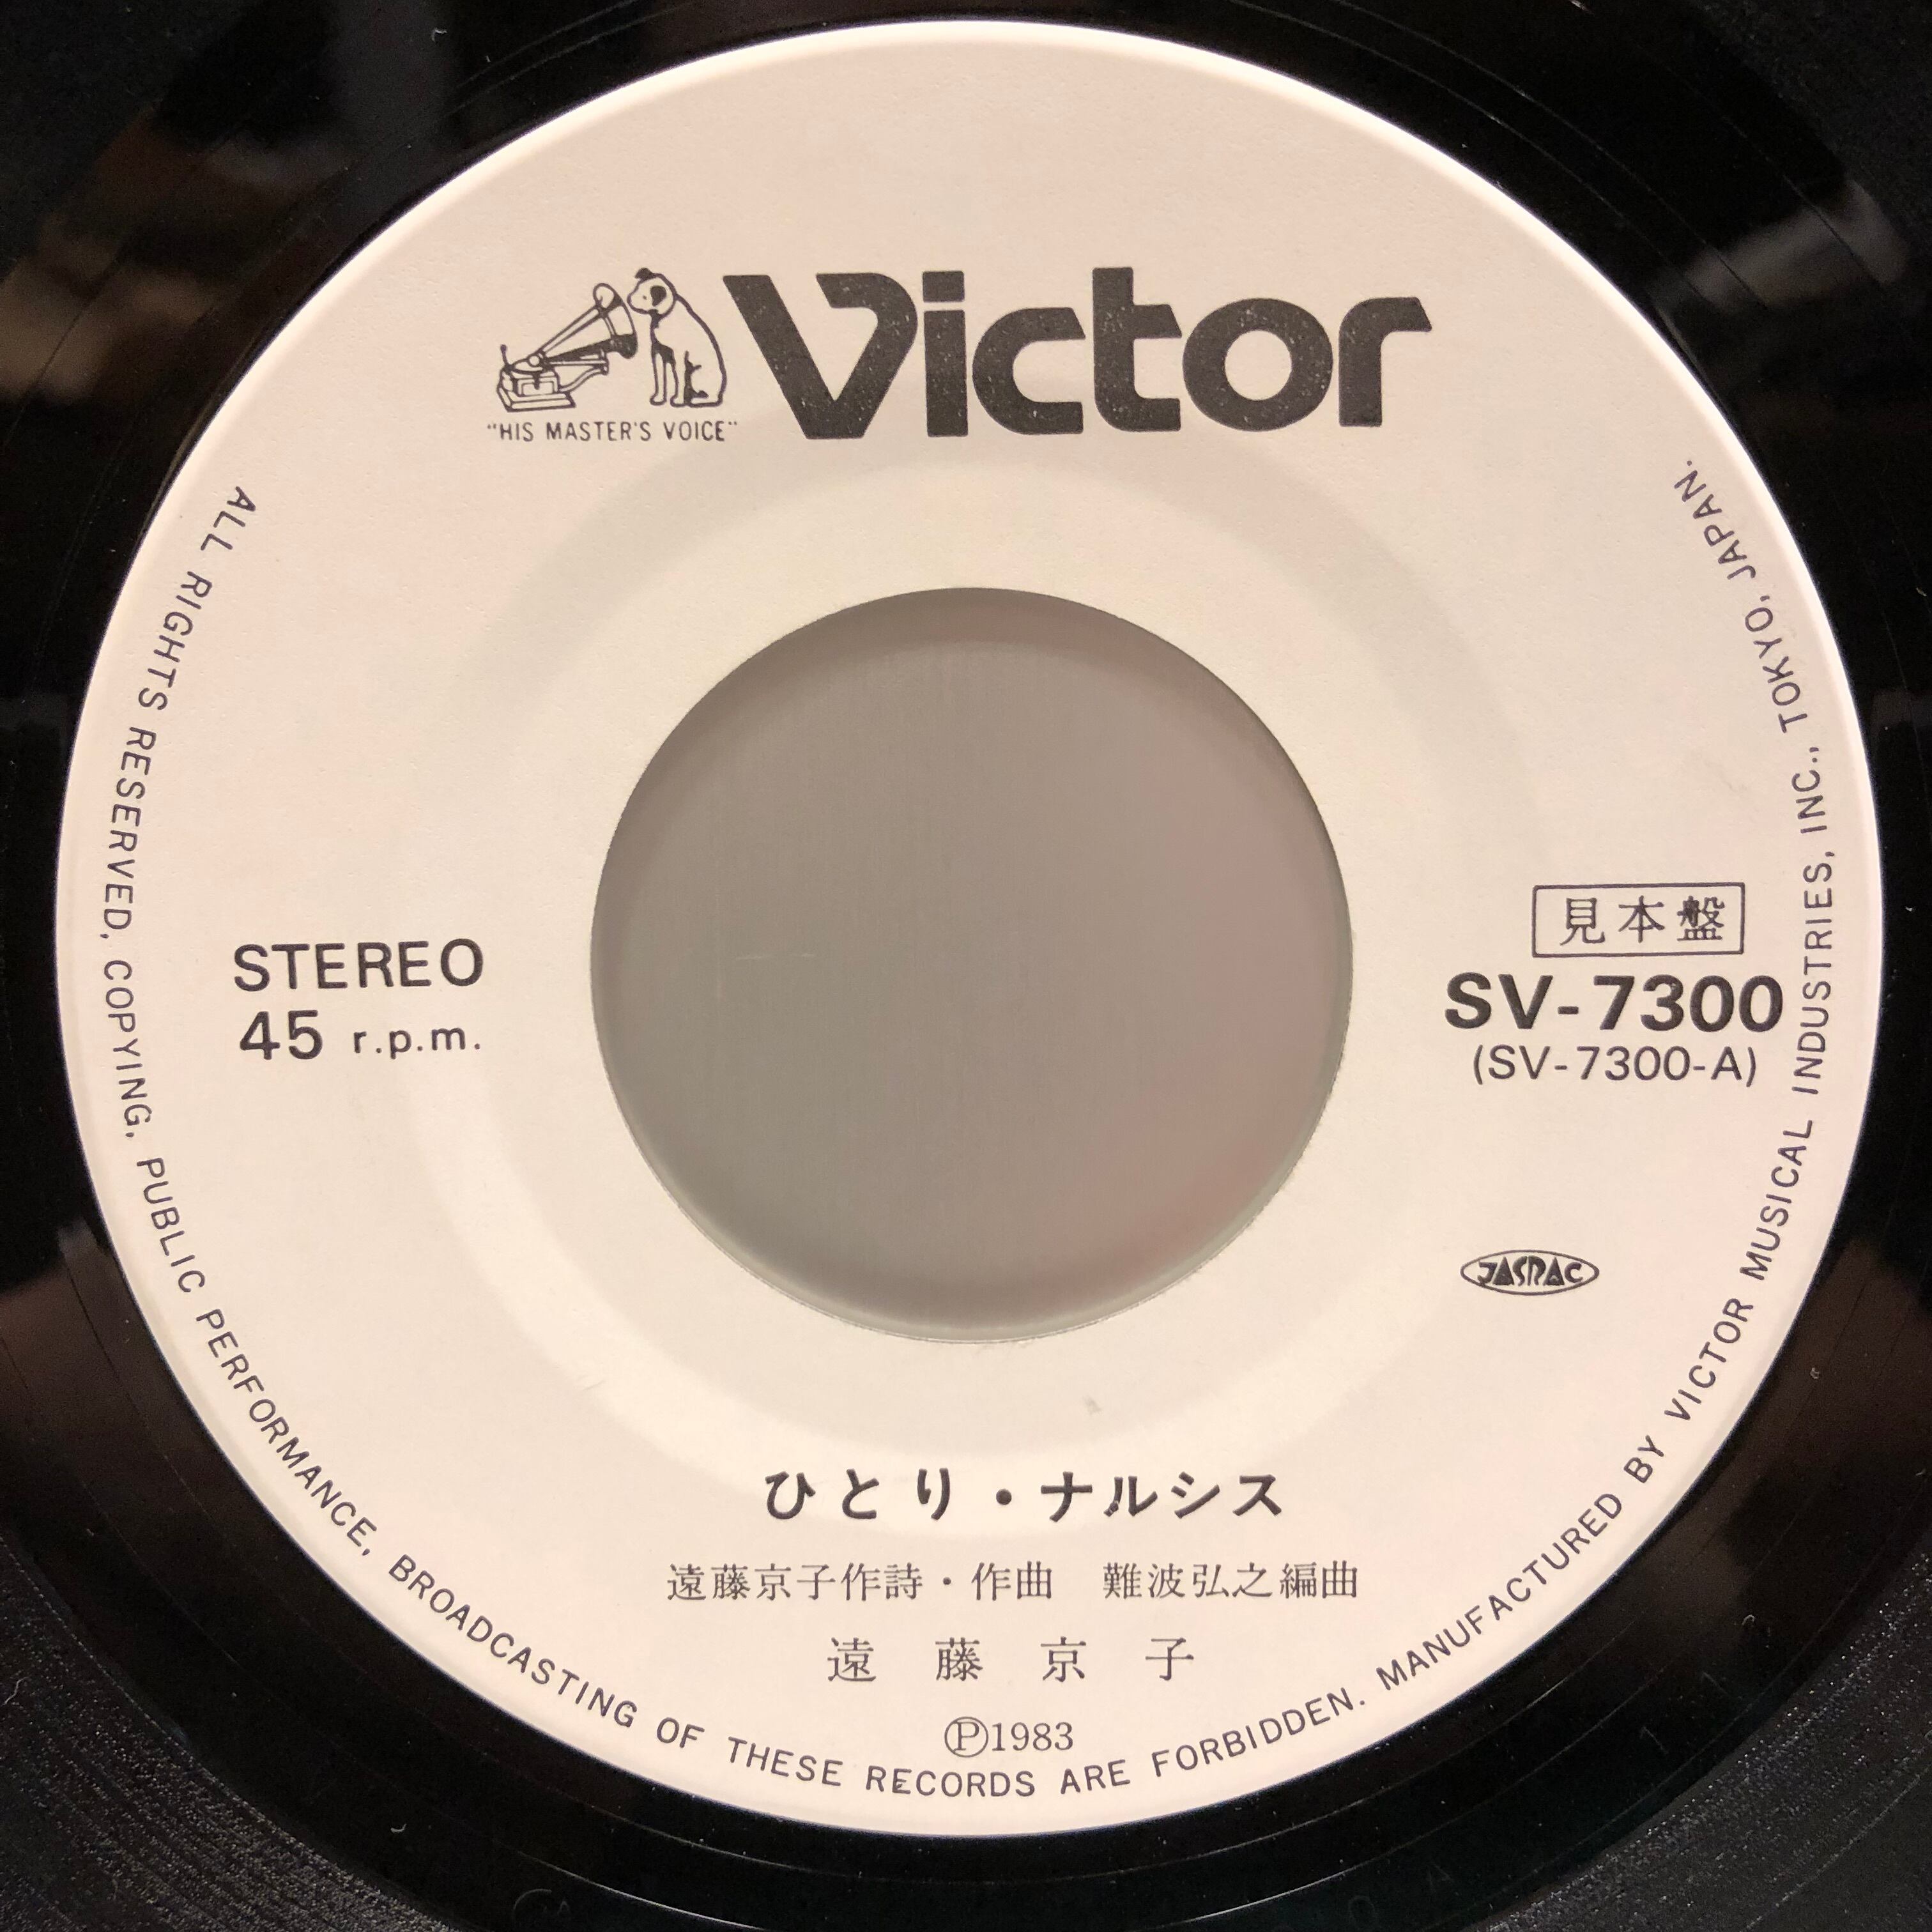 Victor
"HIS MASTER'S VOICE"
STEREO
45 r.p.m.
見本盤
SV-7300
(SV-7300-A)
JASRAC
ひとり・ナルシス
遠藤京子作詩・作曲　難波弘之編曲
遠藤京子
Ⓟ1983
ALL RIGHTS RESERVED, COPYING, PUBLIC PERFORMANCE, BROADCASTING OF THESE RECORDS ARE FORBIDDEN. MANUFACTURED BY VICTOR MUSICAL INDUSTRIES, INC., TOKYO, JAPAN.